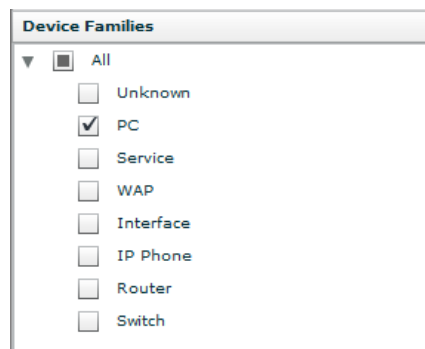 Device Families
All
Unknown
PC
Service
WAP
Interface
IP Phone
Router
Switch